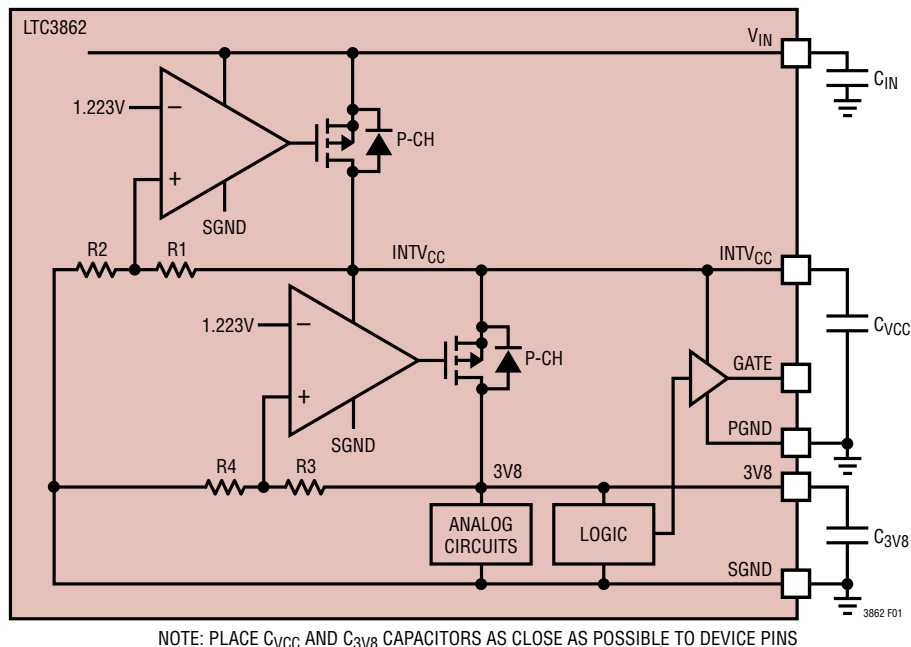 LTC3862
VIN
CIN
1.223V
−
P-CH
+
SGND
R2
R1
INTVCC
INTVCC
1.223V
−
CVCC
P-CH
GATE
+
SGND
PGND
R4
R3
3V8
3V8
ANALOG
CIRCUITS
LOGIC
C3V8
SGND
3862 F01
NOTE: PLACE CVCC AND C3V8 CAPACITORS AS CLOSE AS POSSIBLE TO DEVICE PINS